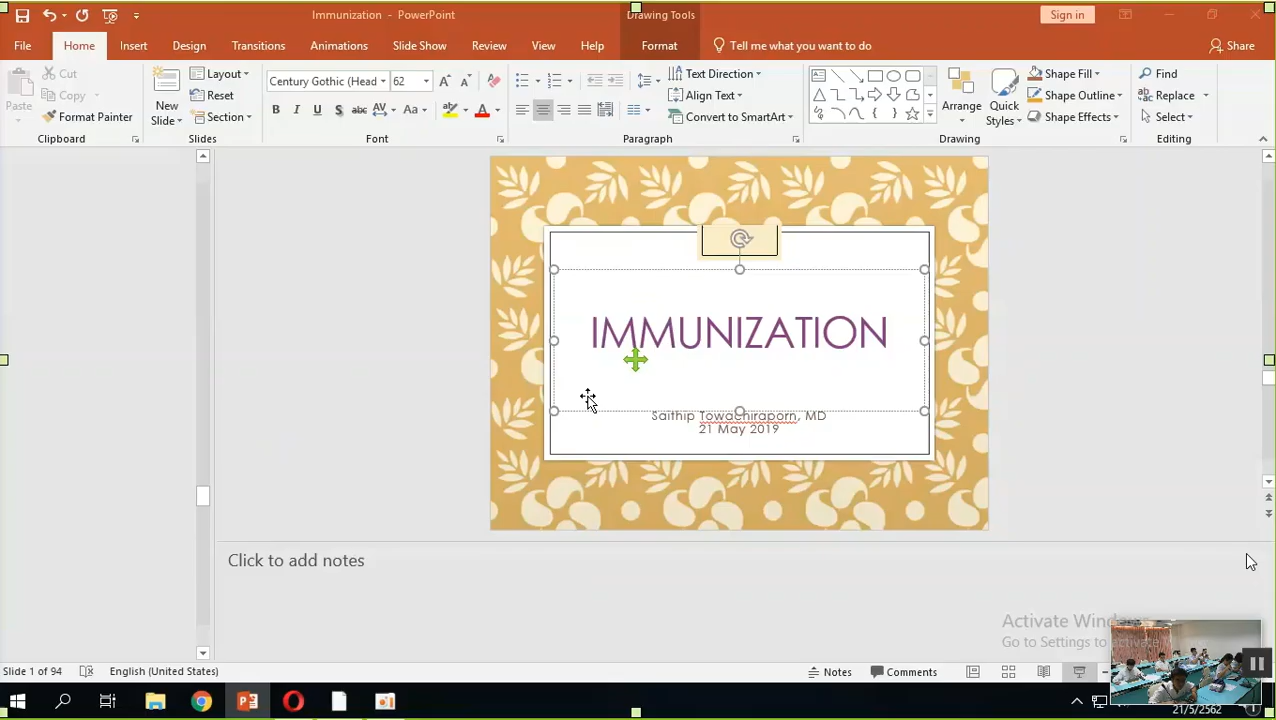 Immunization - PowerPoint
Drawing Tools
Sign in
File Home Insert Design Transitions Animations Slide Show Review View Help Format Tell me what you want to do Share
Paste
Cut
Copy
Format Painter
Clipboard
New Slide
Layout
Reset
Section
Slides
Century Gothic (Head 62
Font
Text Direction
Align Text
Convert to SmartArt
Paragraph
Arrange
Quick Styles
Shape Fill
Shape Outline
Shape Effects
Drawing
Find
Replace
Select
Editing
IMMUNIZATION
Saithip Towachiraporn, MD
21 May 2019
Click to add notes
Activate Windows
Go to Settings to activate
Slide 1 of 94 English (United States) Notes Comments
21/5/2562